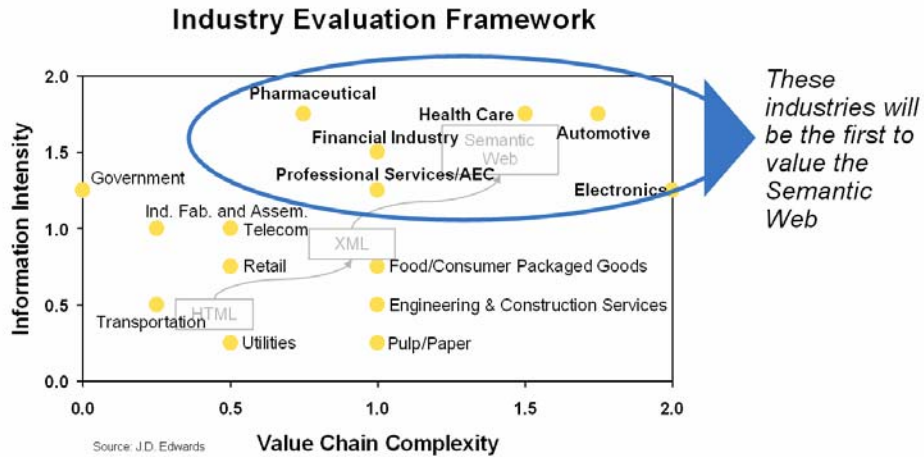 Industry Evaluation Framework
2.0
Pharmaceutical
Health Care
Automotive
Financial Industry
Semantic
Web
1.5
Professional Services/AEC
Government
Electronics
Ind. Fab. and Assem.
1.0
Telecom
XML
Retail
Food/Consumer Packaged Goods
0.5
HTML
Engineering & Construction Services
Transportation
Utilities
Pulp/Paper
0.0
Information Intensity
0.0
0.5
1.0
1.5
2.0
Value Chain Complexity
Source: J.D. Edwards
These
industries will
be the first to
value the
Semantic
Web